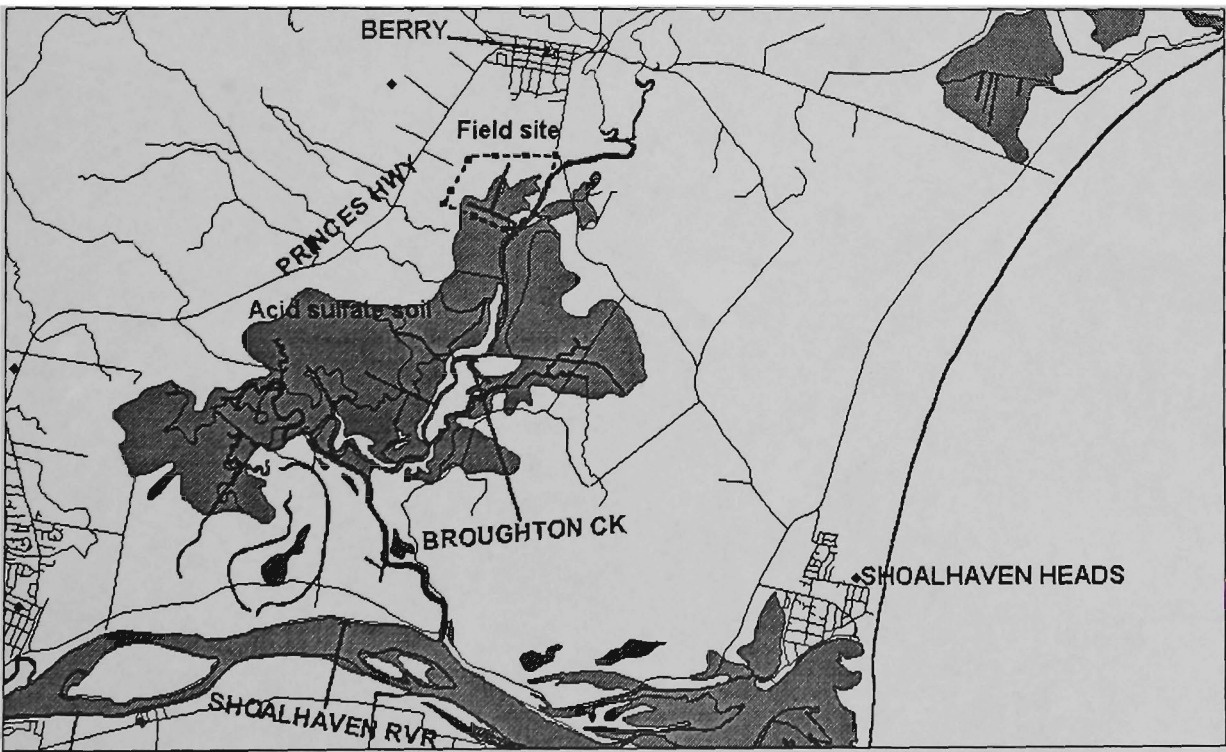 BERRY
Field site
PRINCES HWY
Acid sulfate soil
BROUGHTON CK
SHOALHAVEN HEADS
SHOALHAVEN RVR